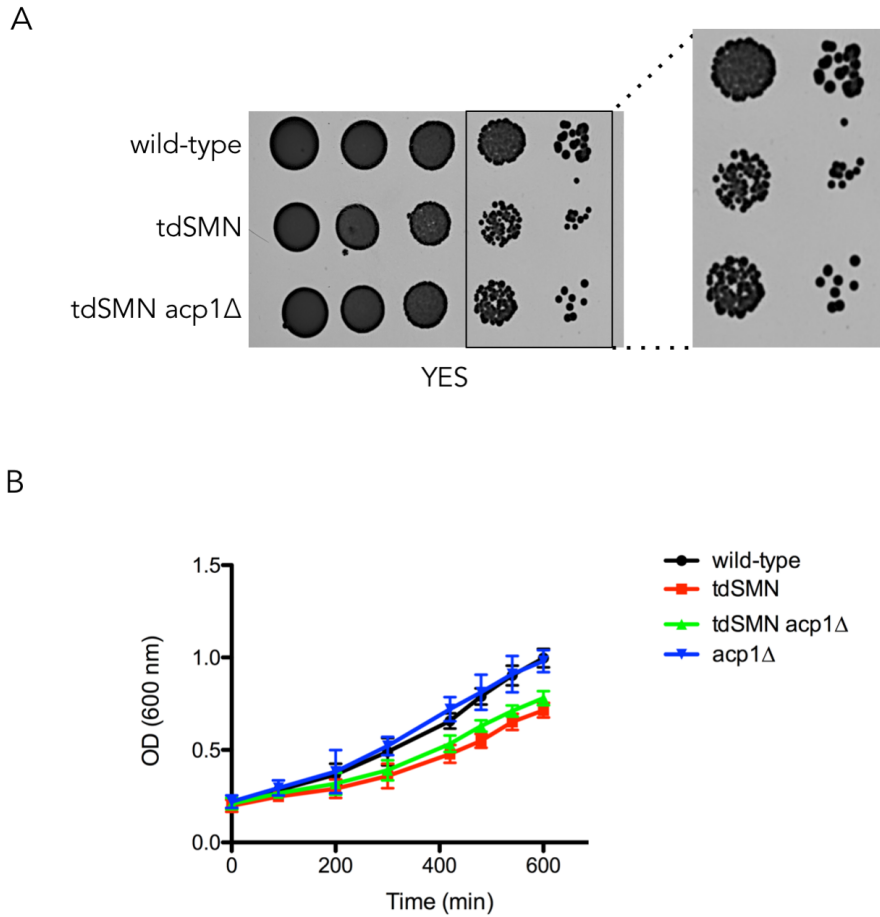 A
wild-type
tdSMN
tdSMN acp1Δ
YES
B
OD (600 nm)
1.5
1.0
0.5
0.0
0 200 400 600
Time (min)
wild-type
tdSMN
tdSMN acp1Δ
acp1Δ